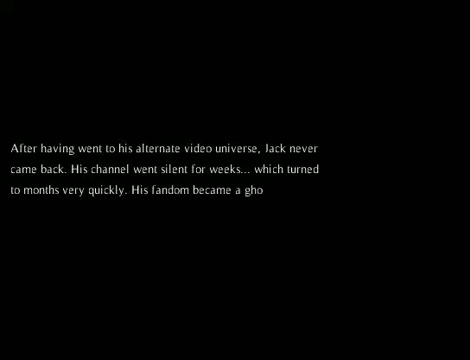 After having went to his alternate video universe, Jack never
came back. His channel went silent for weeks... which turned
to months very quickly. His fandom became a gho